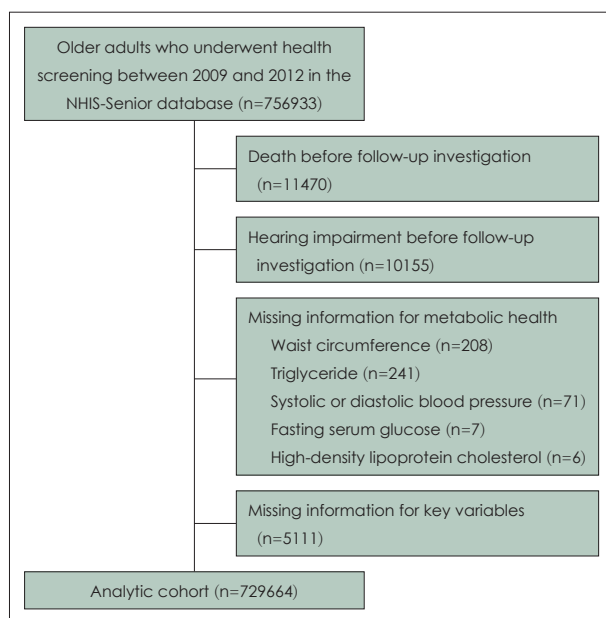 Older adults who underwent health
screening between 2009 and 2012 in the
NHIS-Senior database (n=756933)
Death before follow-up investigation
(n=11470)
Hearing impairment before follow-up
investigation (n=10155)
Missing information for metabolic health
Waist circumference (n=208)
Triglyceride (n=241)
Systolic or diastolic blood pressure (n=71)
Fasting serum glucose (n=7)
High-density lipoprotein cholesterol (n=6)
Missing information for key variables
(n=5111)
Analytic cohort (n=729664)